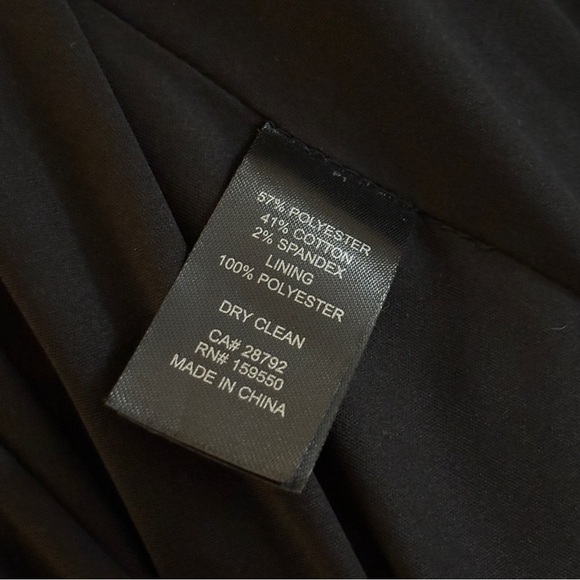 57% POLYESTER
41% COTTON
2% SPANDEX
LINING
100% POLYESTER
DRY CLEAN
CA# 28792
RN# 159550
MADE IN CHINA